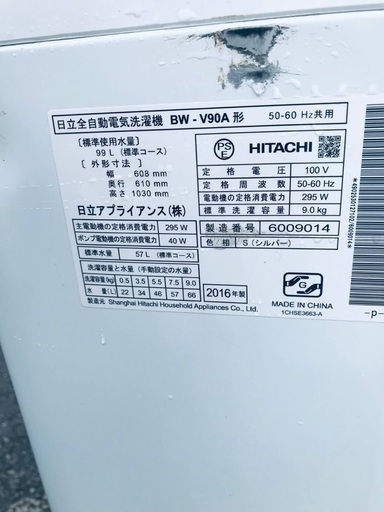 日立全自動電気洗濯機 BW-V90A 形 50-60 Hz共用
〔標準使用水量〕
99 L (標準コース)
〔外形寸法〕
幅 608 mm
奥行 610 mm
高さ 1030 mm
日立アプライアンス(株)
PS
E
HITACHI
定格電圧 100 V
定格周波数 50-60 Hz
電動機の定格消費電力 295 W
標準洗濯容量 9.0 kg
主電動機の定格消費電力 295 W
ポンプ電動機の定格消費電力 40 W
標準水量 57 L (標準コース)
製造番号 6009014
色相 S (シルバー)
洗濯容量と水量 (手動設定の水量)
洗濯容量(kg) 0.5 3.5 5.5 7.5 9.0
水量(L) 22 34 46 57 66
2016年製
製造元 Shanghai Hitachi Household Appliances Co., Ltd.
G
MADE IN CHINA
1CHSE3663-A
-p-